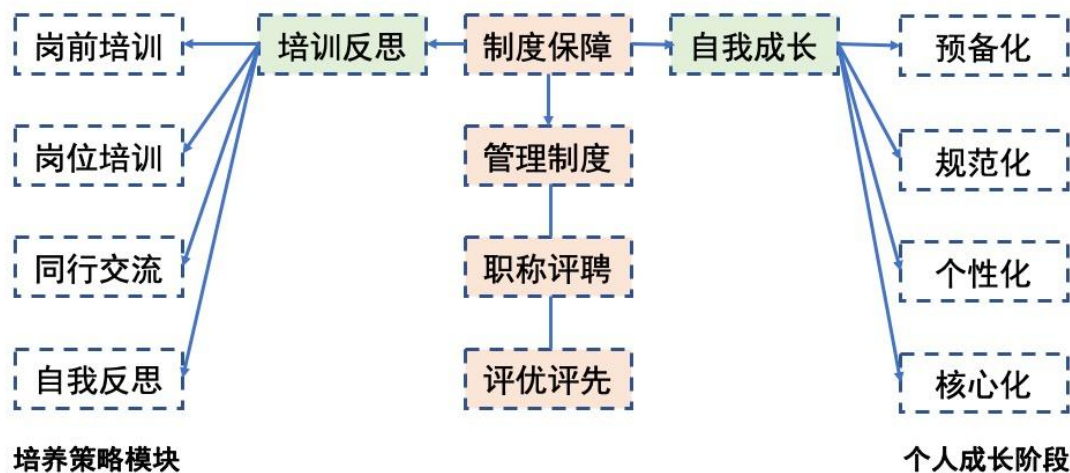 岗前培训
培训反思
制度保障
自我成长
预备化
岗位培训
管理制度
规范化
同行交流
职称评聘
个性化
自我反思
评优评先
核心化
培养策略模块
个人成长阶段